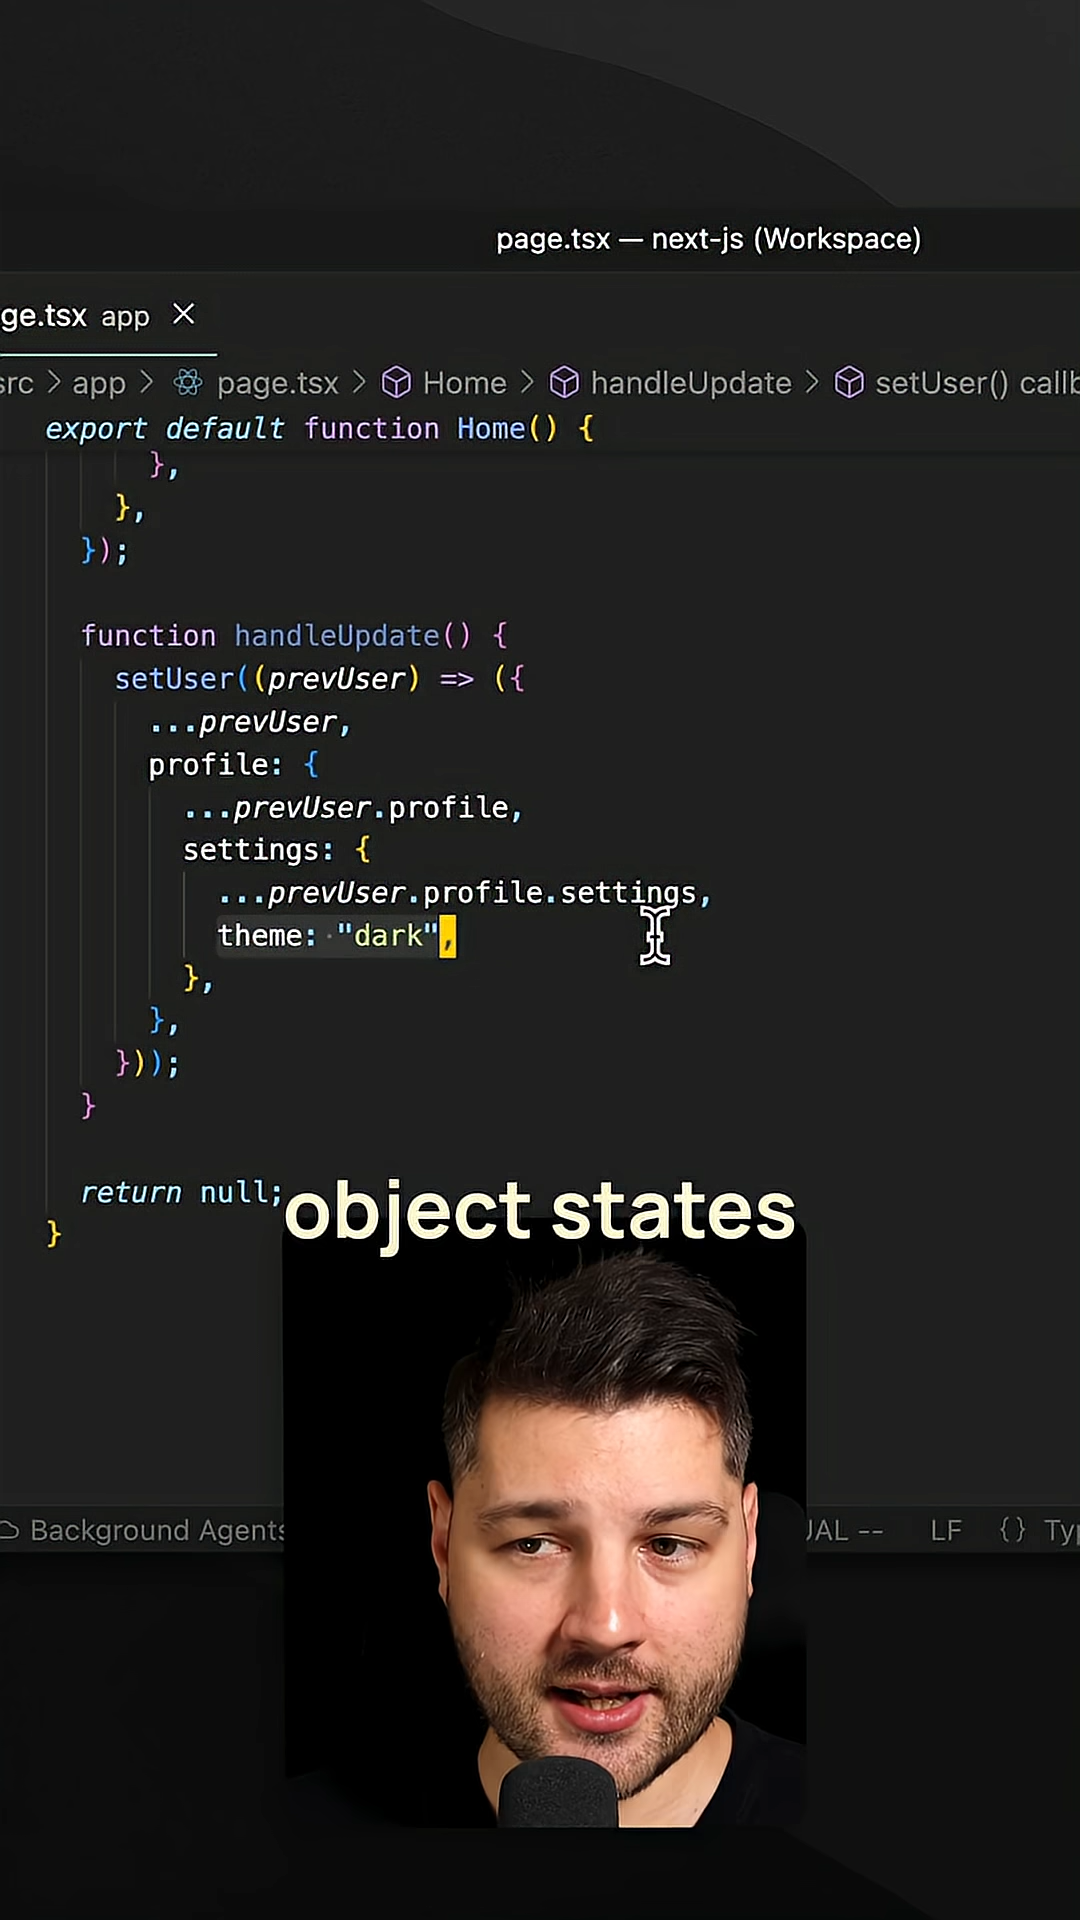 page.tsx — next-js (Workspace)
ge.tsx app
src > app > page.tsx > Home > handleUpdate > setUser() callb
export default function Home() {
},
},
});
function handleUpdate() {
setUser((prevUser) => ({
...prevUser,
profile: {
...prevUser.profile,
settings: {
...prevUser.profile.settings,
theme: "dark",
},
},
}));
}
return null;
}
object states
Background Agents
UAL -- LF {} Typ